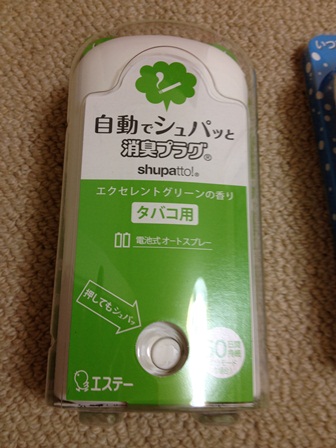 自動でシュパッと
消臭プラグ®
shupatto!®
エクセレントグリーンの香り
タバコ用
電池式オートスプレー
押してもシュパッ
エステー
いつ